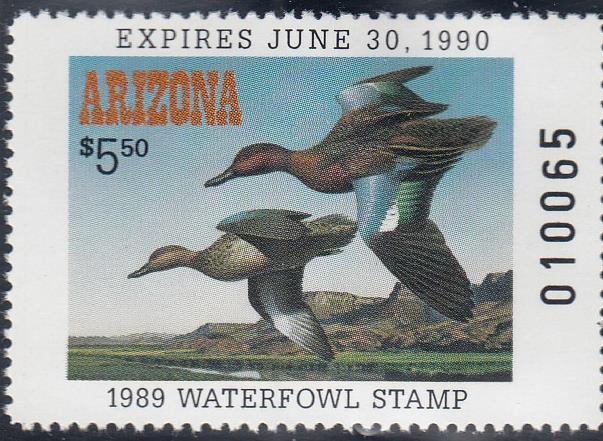 EXPIRES JUNE 30, 1990
ARIZONA
$5.50
010065
1989 WATERFOWL STAMP